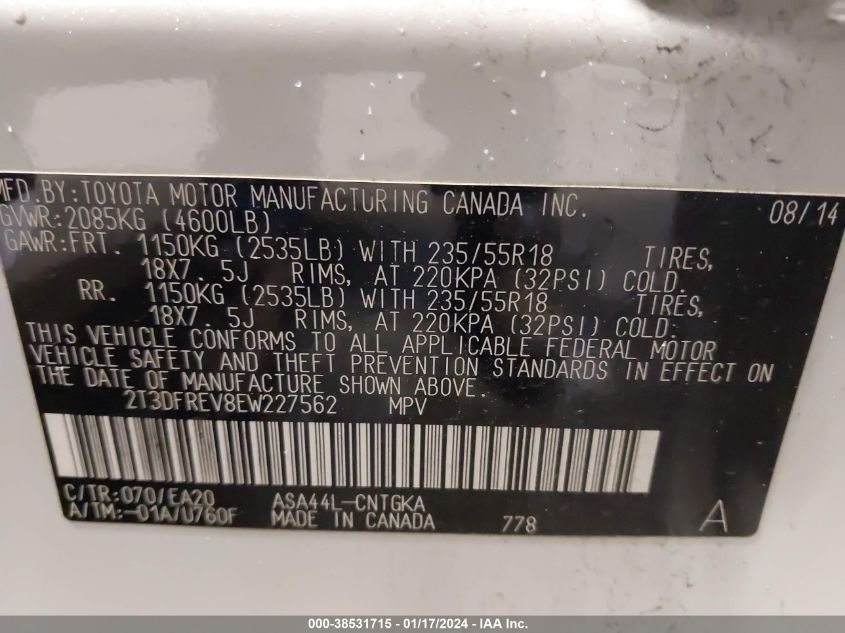 MFD.BY:TOYOTA MOTOR MANUFACTURING CANADA INC. 08/14
GVWR:2085KG (4600LB)
GAWR:FRT. 1150KG (2535LB) WITH 235/55R18 TIRES,
18X7.5J RIMS, AT 220KPA (32PSI) COLD.
RR. 1150KG (2535LB) WITH 235/55R18 TIRES,
18X7.5J RIMS, AT 220KPA (32PSI) COLD.
THIS VEHICLE CONFORMS TO ALL APPLICABLE FEDERAL MOTOR
VEHICLE SAFETY AND THEFT PREVENTION STANDARDS IN EFFECT ON
THE DATE OF MANUFACTURE SHOWN ABOVE.
2T3DFREV8EW227562 MPV
C/TR:070/EA20 ASA44L-CNTGKA
A/TM:-01A/U760F MADE IN CANADA 778 A
000-38531715 - 01/17/2024 - IAA Inc.